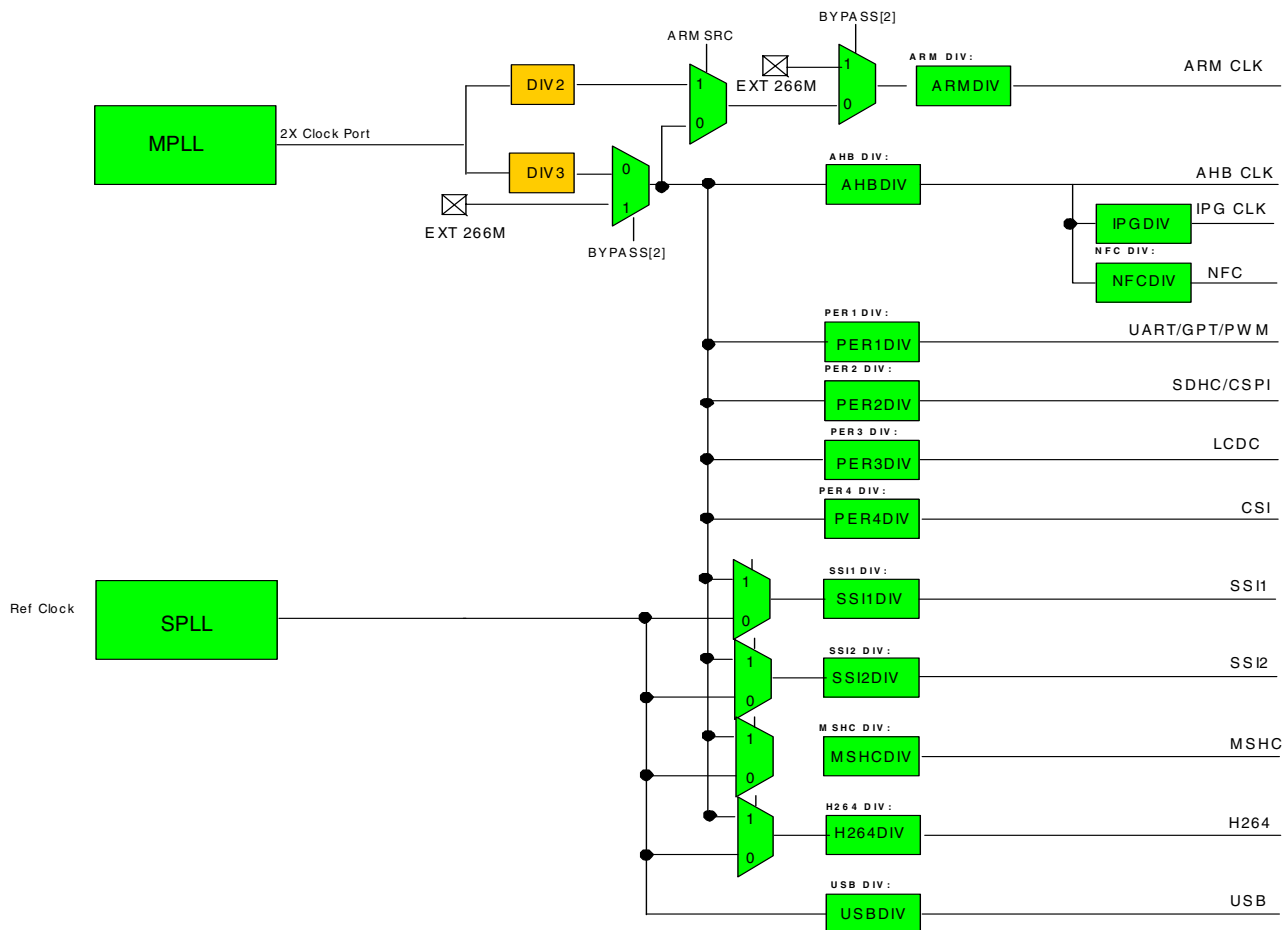 BYPASS[2]
ARM SRC
ARM DIV:
ARM CLK
1
EXT 266M
DIV2
1
ARMDIV
0
0
MPLL
2X Clock Port
DIV3
0
1
AHB DIV:
AHBDIV
AHB CLK
EXT 266M
BYPASS[2]
IPGDIV
IPG CLK
NFC DIV:
NFCDIV
NFC
PER1 DIV:
PER1DIV
UART/GPT/PWM
PER2 DIV:
PER2DIV
SDHC/CSPI
PER3 DIV:
PER3DIV
LCDC
PER4 DIV:
PER4DIV
CSI
Ref Clock
SPLL
1
0
SSI1 DIV:
SSI1DIV
SSI1
1
0
SSI2 DIV:
SSI2DIV
SSI2
1
0
MSHC DIV:
MSHCDIV
MSHC
1
0
H264 DIV:
H264DIV
H264
USB DIV:
USBDIV
USB